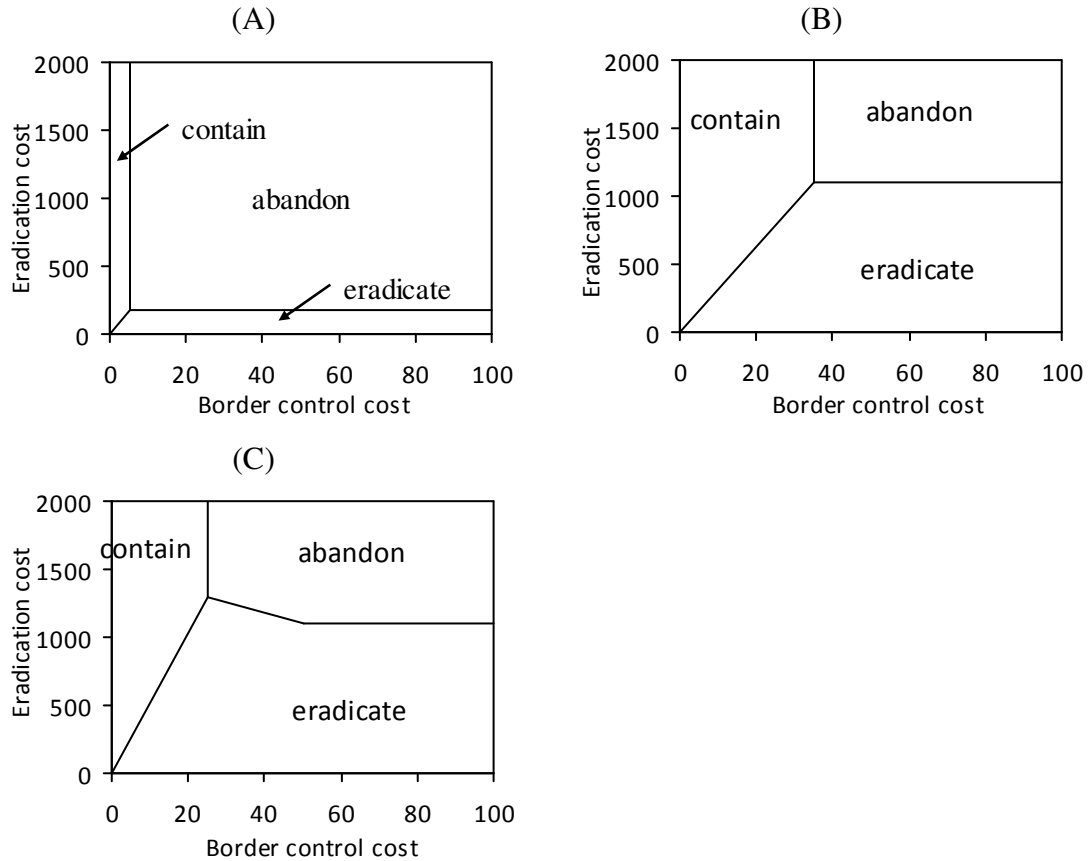 (A)
Eradication cost
2000
1500
1000
500
0
contain
abandon
eradicate
0 20 40 60 80 100
Border control cost
(B)
Eradication cost
2000
1500
1000
500
0
contain
abandon
eradicate
0 20 40 60 80 100
Border control cost
(C)
Eradication cost
2000
1500
1000
500
0
contain
abandon
eradicate
0 20 40 60 80 100
Border control cost